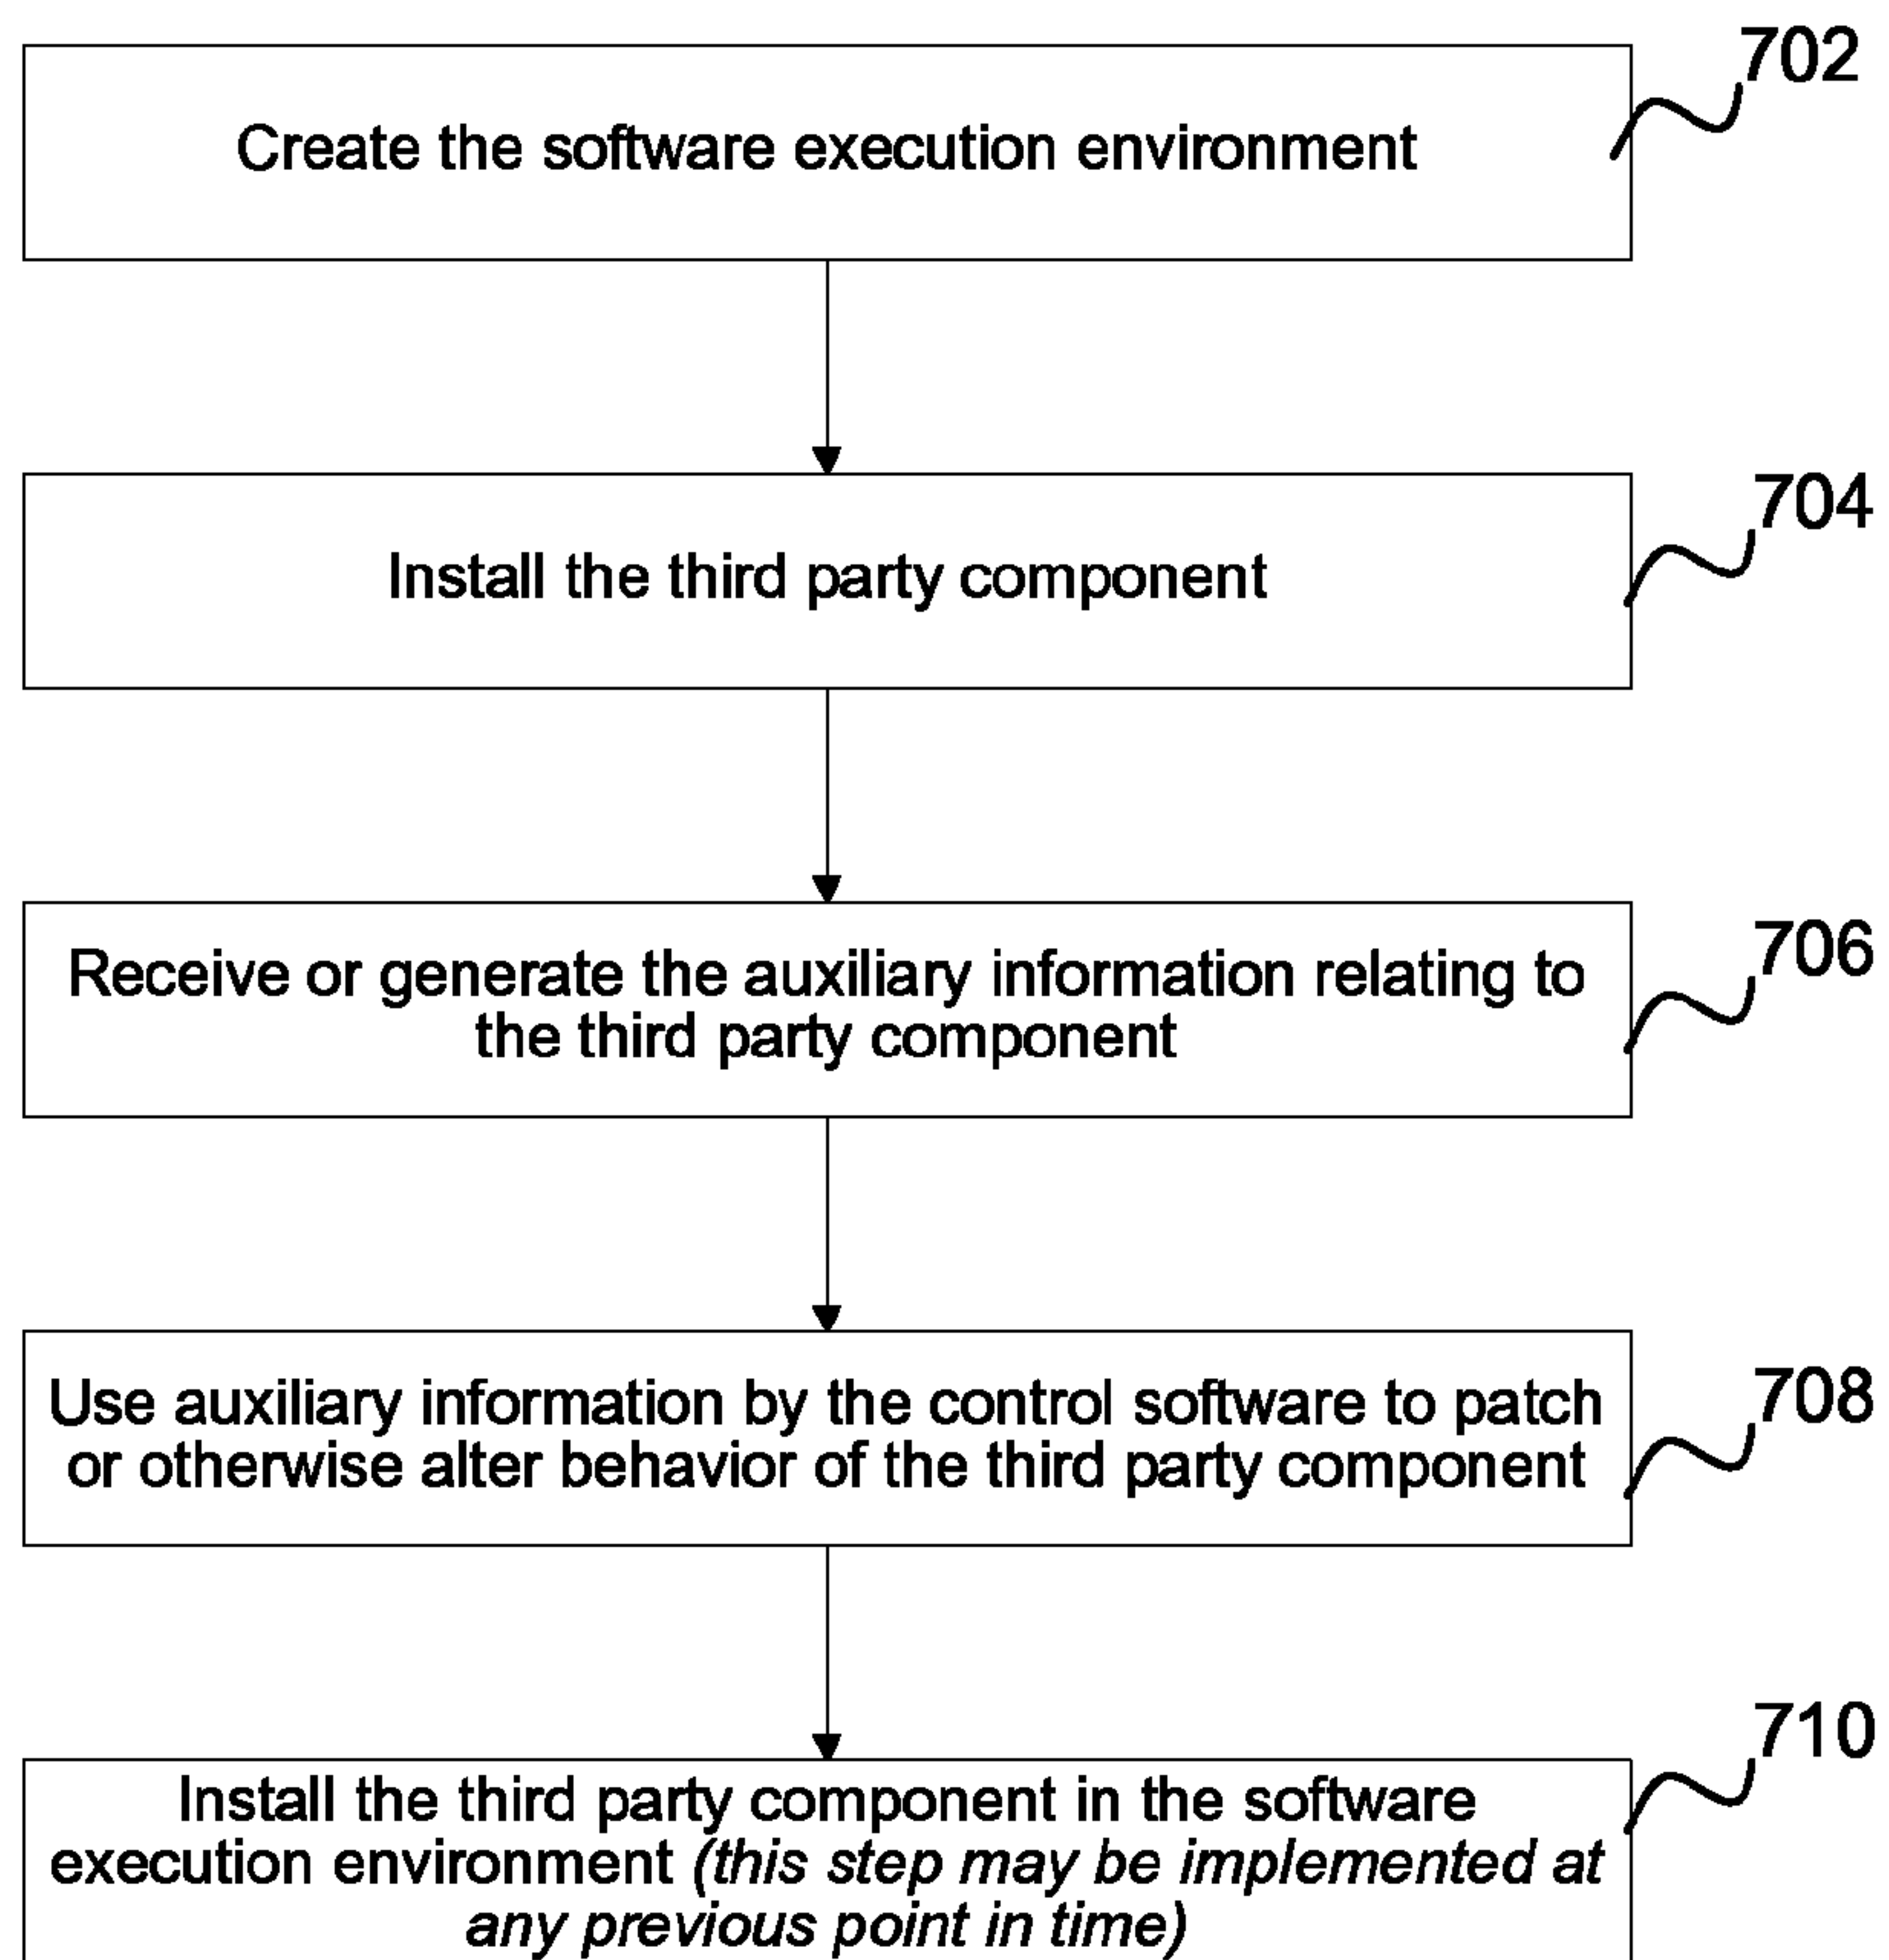 702
Create the software execution environment
704
Install the third party component
706
Receive or generate the auxiliary information relating to
the third party component
708
Use auxiliary information by the control software to patch
or otherwise alter behavior of the third party component
710
Install the third party component in the software
execution environment (this step may be implemented at
any previous point in time)